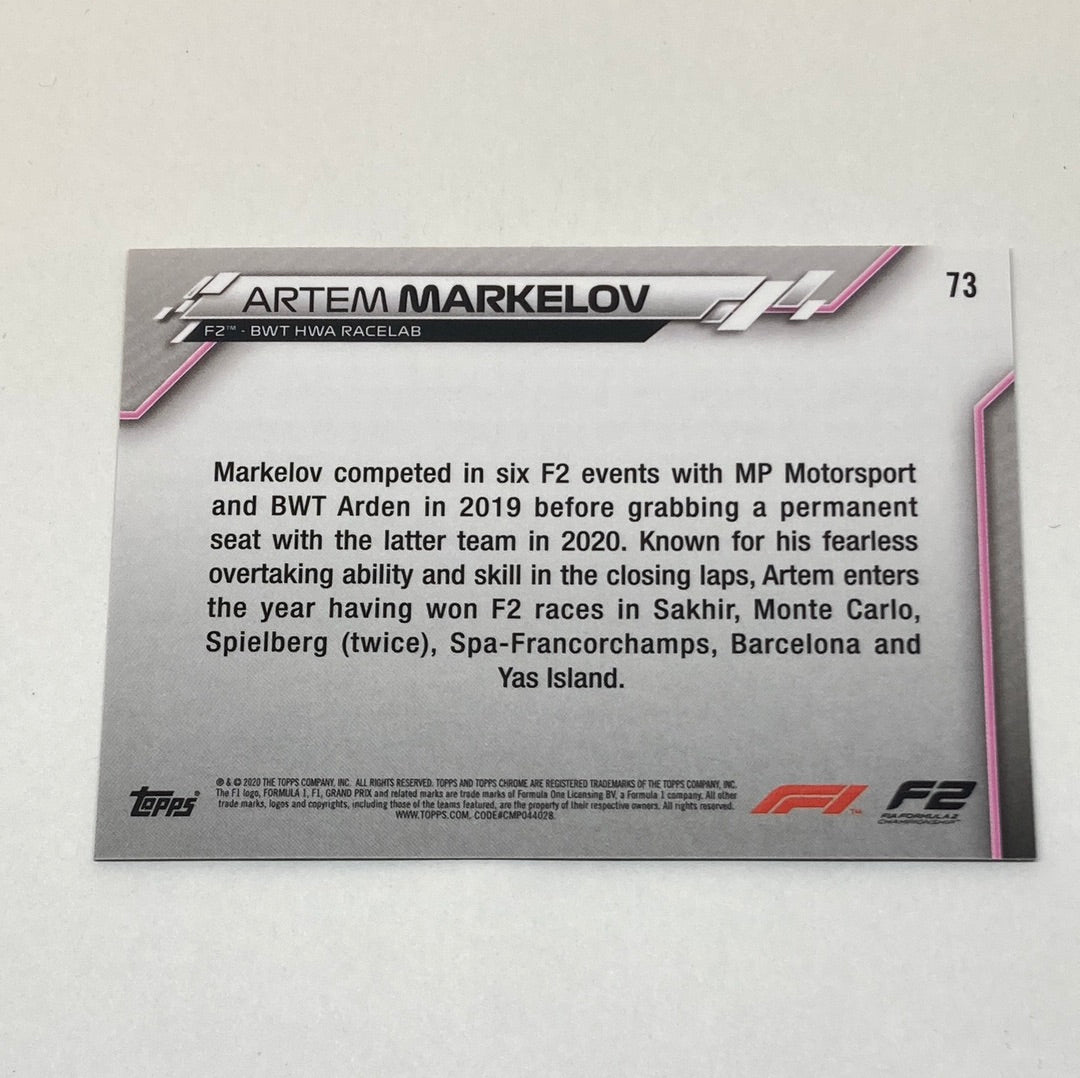 73
ARTEM MARKELOV
F2™ - BWT HWA RACELAB
Markelov competed in six F2 events with MP Motorsport
and BWT Arden in 2019 before grabbing a permanent
seat with the latter team in 2020. Known for his fearless
overtaking ability and skill in the closing laps, Artem enters
the year having won F2 races in Sakhir, Monte Carlo,
Spielberg (twice), Spa-Francorchamps, Barcelona and
Yas Island.
® & © 2020 THE TOPPS COMPANY, INC. ALL RIGHTS RESERVED. TOPPS AND TOPPS CHROME ARE REGISTERED TRADEMARKS OF THE TOPPS COMPANY, INC.
The F1 logo, FORMULA 1, F1, GRAND PRIX and related marks are trade marks of Formula One Licensing BV, a Formula 1 company. All other
trade marks, logos and copyrights, including those of the teams featured, are the property of their respective owners. All rights reserved.
WWW.TOPPS.COM. CODE#CMP044028.
topps®
F1™
F2
FIA FORMULA 2
CHAMPIONSHIP™